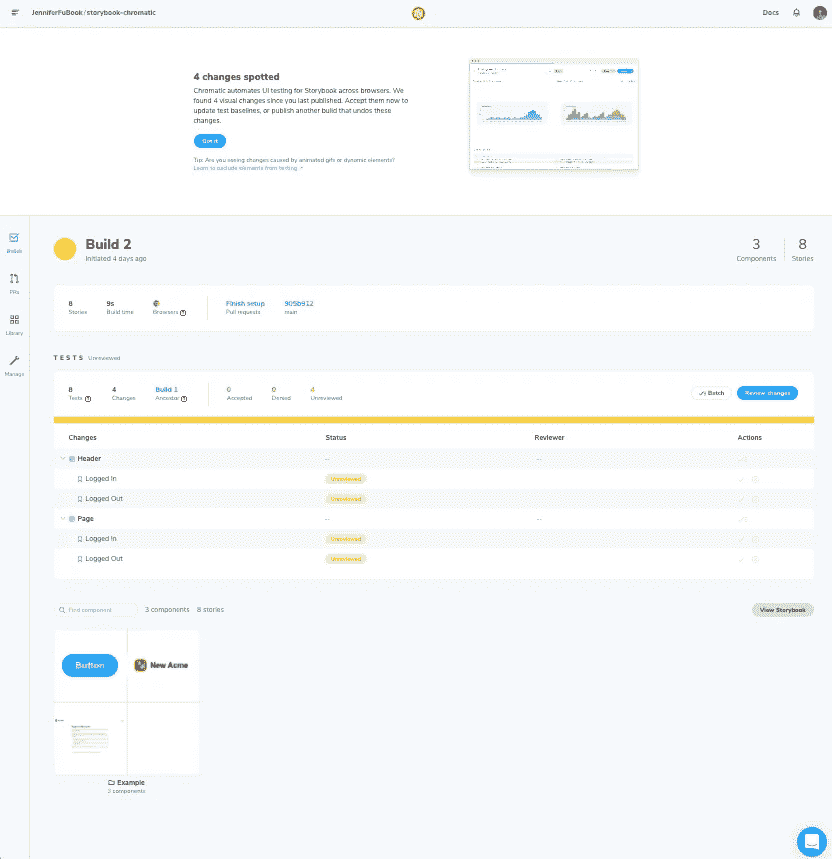 JenniferFuBook / storybook-chromatic
Docs
4 changes spotted
Chromatic automates UI testing for Storybook across browsers. We
found 4 visual changes since you last published. Accept them now to
update test baselines, or publish another build that undos these
changes.
Got it
Tip: Are you seeing changes caused by animated gifs or dynamic elements?
Learn to exclude elements from testing
Builds
PRs
Library
Manage
Build 2
Initiated 4 days ago
3
Components
8
Stories
8
Stories
9s
Build time
Browsers
Finish setup
Pull requests
905b912
main
TESTS Unreviewed
8
Tests
4
Changes
Build 1
Ancestor
0
Accepted
0
Denied
4
Unreviewed
Batch
Review changes
Changes Status Reviewer Actions
Header -- --
Logged In Unreviewed
Logged Out Unreviewed
Page -- --
Logged In Unreviewed
Logged Out Unreviewed
Find component 3 components 8 stories View Storybook
Button
New Acme
Example
3 components